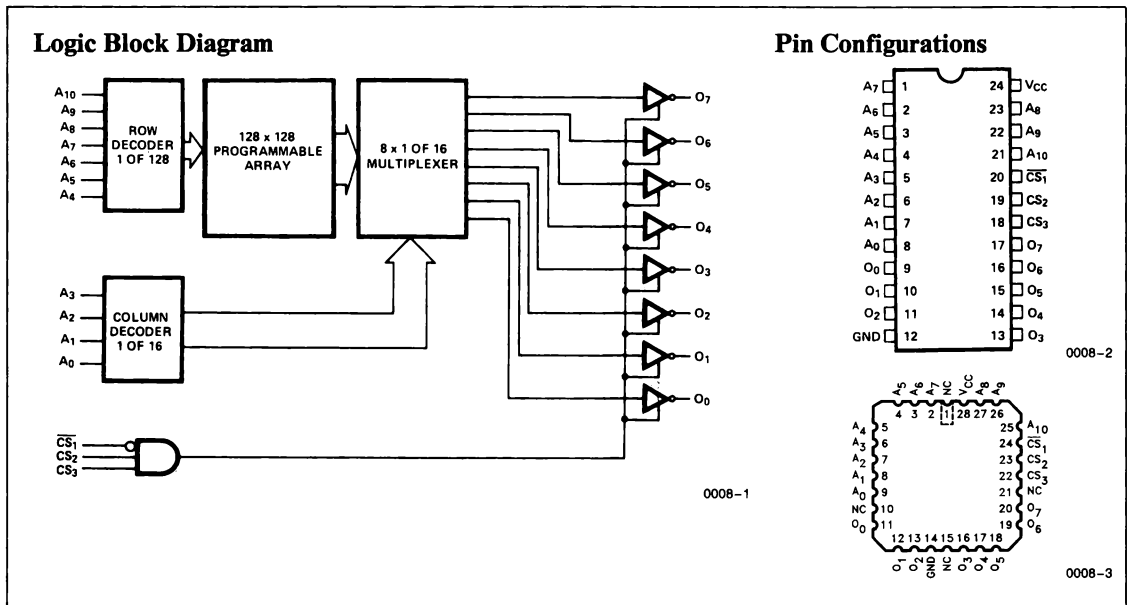 Logic Block Diagram
A10
A9
A8
A7
A6
A5
A4
ROW
DECODER
1 OF 128
128 x 128
PROGRAMMABLE
ARRAY
8 x 1 OF 16
MULTIPLEXER
O7
O6
O5
O4
O3
O2
O1
O0
A3
A2
A1
A0
COLUMN
DECODER
1 OF 16
C̅S̅1
CS2
CS3
0008-1
Pin Configurations
A7 1 24 VCC
A6 2 23 A8
A5 3 22 A9
A4 4 21 A10
A3 5 20 C̅S̅1
A2 6 19 CS2
A1 7 18 CS3
A0 8 17 O7
O0 9 16 O6
O1 10 15 O5
O2 11 14 O4
GND 12 13 O3
0008-2
A5 A6 A7 NC VCC A8 A9
4 3 2 1 28 27 26
A4 5 25 A10
A3 6 24 C̅S̅1
A2 7 23 CS2
A1 8 22 CS3
A0 9 21 NC
NC 10 20 O7
O0 11 19 O6
12 13 14 15 16 17 18
O1 O2 GND NC O3 O4 O5
0008-3